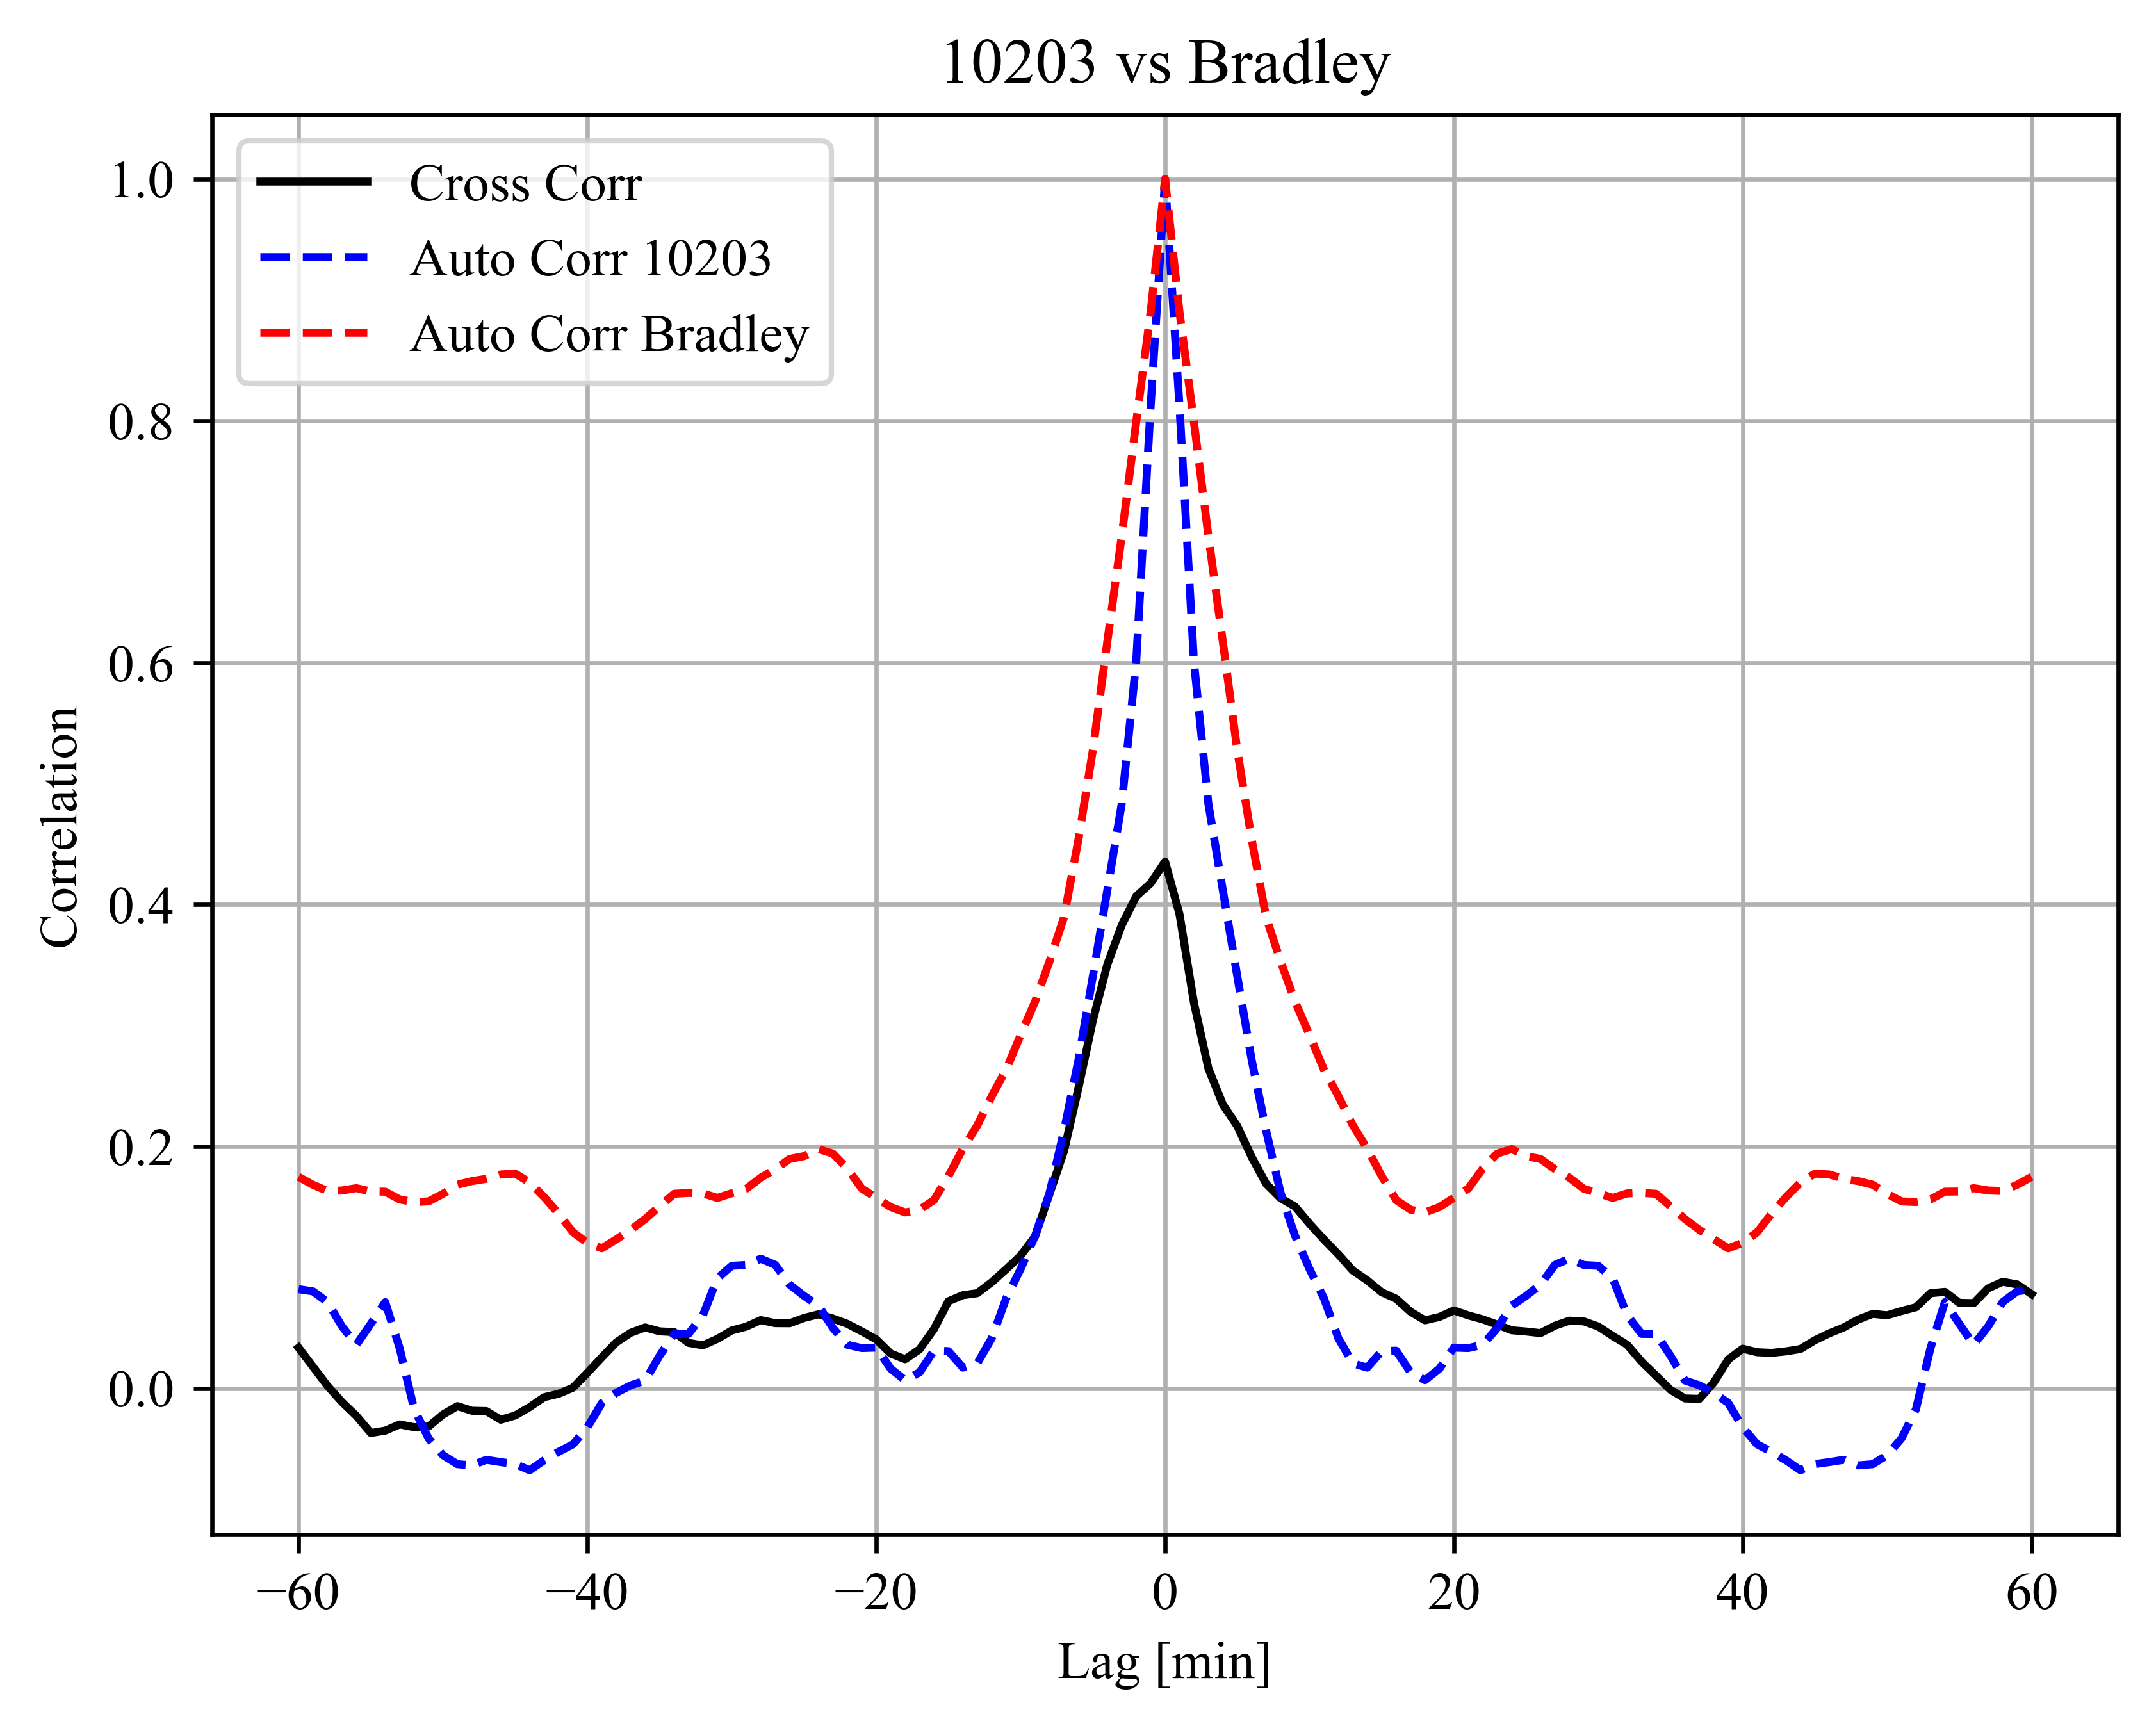 10203 vs Bradley
Cross Corr
Auto Corr 10203
Auto Corr Bradley
1.0
0.8
0.6
0.4
0.2
0.0
Correlation
−60 −40 −20 0 20 40 60
Lag [min]